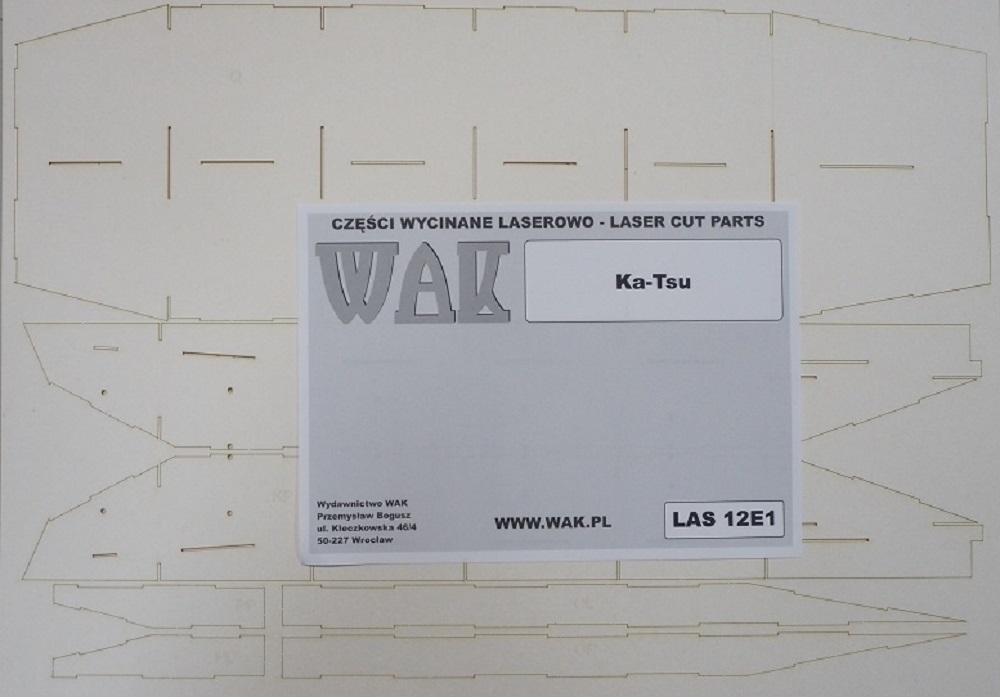 CZĘŚCI WYCINANE LASEROWO - LASER CUT PARTS
WAK
Ka-Tsu
Wydawnictwo WAK
Przemysław Bogusz
ul. Kleczkowska 46/4
50-227 Wrocław
WWW.WAK.PL
LAS 12E1